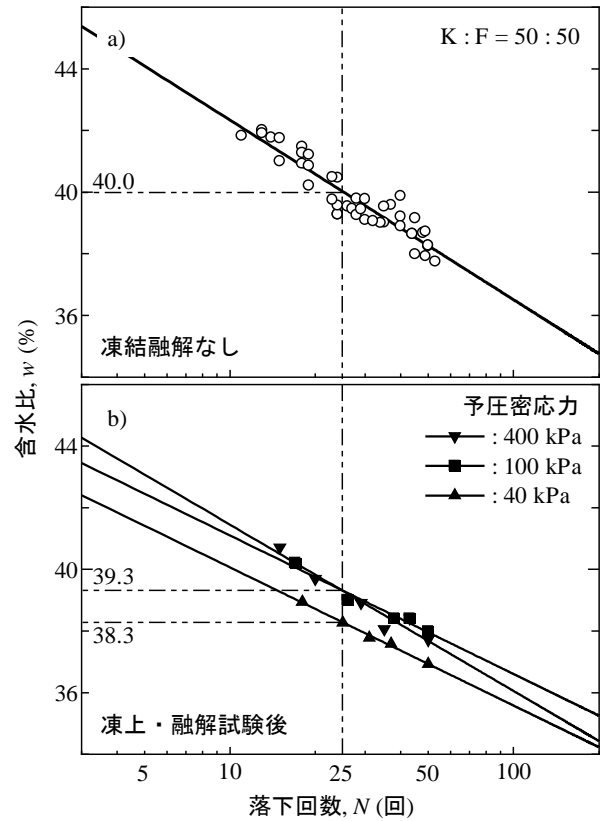 a)
K : F = 50 : 50
44
40.0
40
36
凍結融解なし
含水比, w (%)
b)
予圧密応力
: 400 kPa
: 100 kPa
: 40 kPa
44
40
39.3
38.3
36
凍上・融解試験後
5
10
25
50
100
落下回数, N (回)